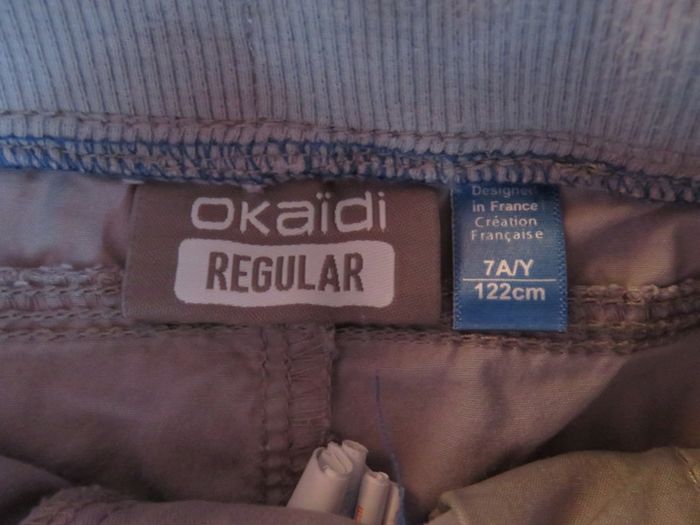 okaïdi
REGULAR
Designed
in France
Création
Française
7A/Y
122cm